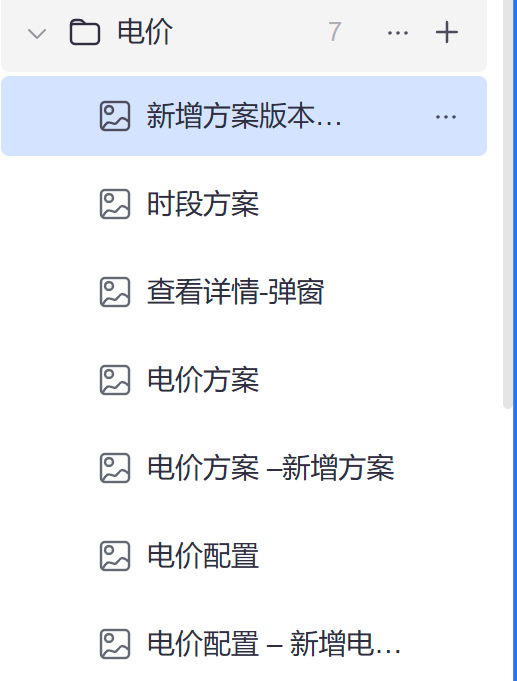 电价 7 ...
新增方案版本... ...
时段方案
查看详情-弹窗
电价方案
电价方案 –新增方案
电价配置
电价配置 – 新增电...